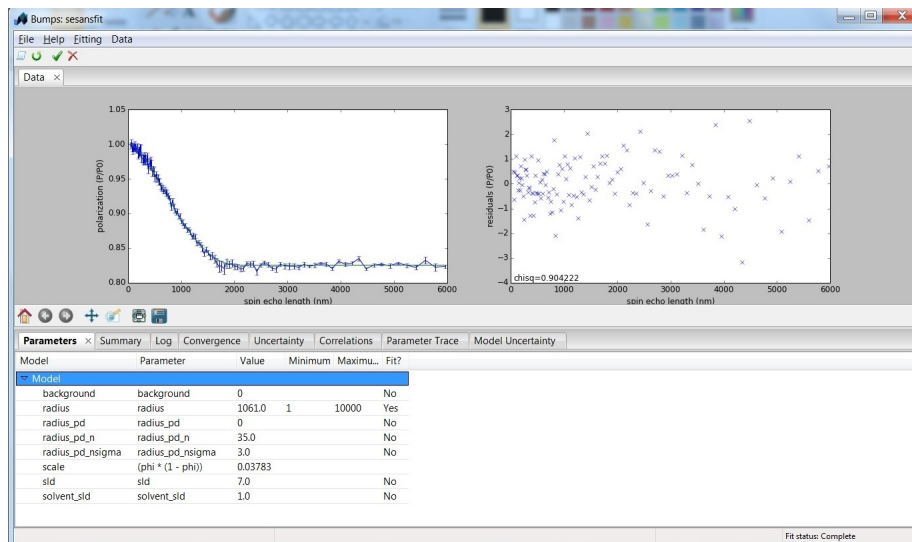 Bumps: sesansfit
File Help Fitting Data
Data ×
1.05
1.00
0.95
0.90
0.85
0.80
polarization (P/P0)
0 1000 2000 3000 4000 5000 6000
spin echo length (nm)
3
2
1
0
−1
−2
−3
−4
residuals (P/P0)
chisq=0.904222
0 1000 2000 3000 4000 5000 6000
spin echo length (nm)
Parameters × Summary Log Convergence Uncertainty Correlations Parameter Trace Model Uncertainty
Model Parameter Value Minimum Maximu... Fit?
Model
background background 0 No
radius radius 1061.0 1 10000 Yes
radius_pd radius_pd 0 No
radius_pd_n radius_pd_n 35.0 No
radius_pd_nsigma radius_pd_nsigma 3.0 No
scale (phi * (1 - phi)) 0.03783
sld sld 7.0 No
solvent_sld solvent_sld 1.0 No
Fit status: Complete